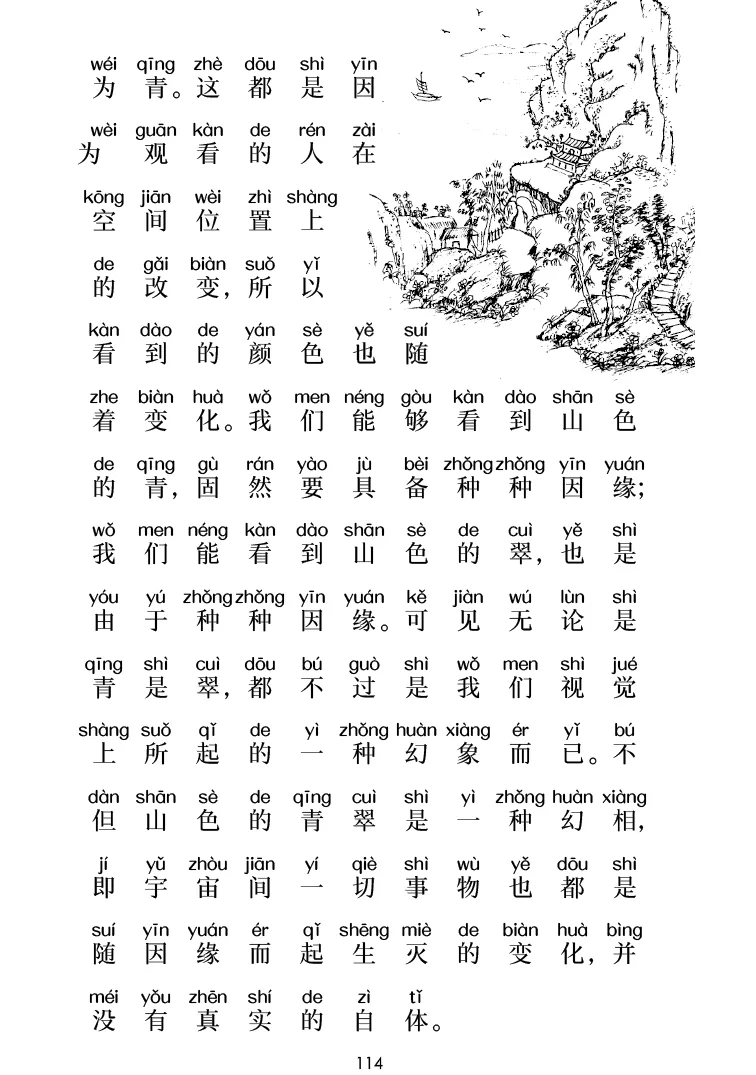 wéi qīng zhè dōu shì yīn
为青。这都是因
wèi guān kàn de rén zài
为观看的人在
kōng jiān wèi zhì shàng
空间位置上
de gǎi biàn suǒ yǐ
的改变，所以
kàn dào de yán sè yě suí
看到的颜色也随
zhe biàn huà wǒ men néng gòu kàn dào shān sè
着变化。我们能够看到山色
de qīng gù rán yào jù bèi zhǒng zhǒng yīn yuán
的青，固然要具备种种因缘；
wǒ men néng kàn dào shān sè de cuì yě shì
我们能看到山色的翠，也是
yóu yú zhǒng zhǒng yīn yuán kě jiàn wú lùn shì
由于种种因缘。可见无论是
qīng shì cuì dōu bú guò shì wǒ men shì jué
青是翠，都不过是我们视觉
shàng suǒ qǐ de yì zhǒng huàn xiàng ér yǐ bú
上所起的一种幻象而已。不
dàn shān sè de qīng cuì shì yì zhǒng huàn xiàng
但山色的青翠是一种幻相，
jí yǔ zhòu jiān yí qiè shì wù yě dōu shì
即宇宙间一切事物也都是
suí yīn yuán ér qǐ shēng miè de biàn huà bìng
随因缘而起生灭的变化，并
méi yǒu zhēn shí de zì tǐ
没有真实的自体。
114